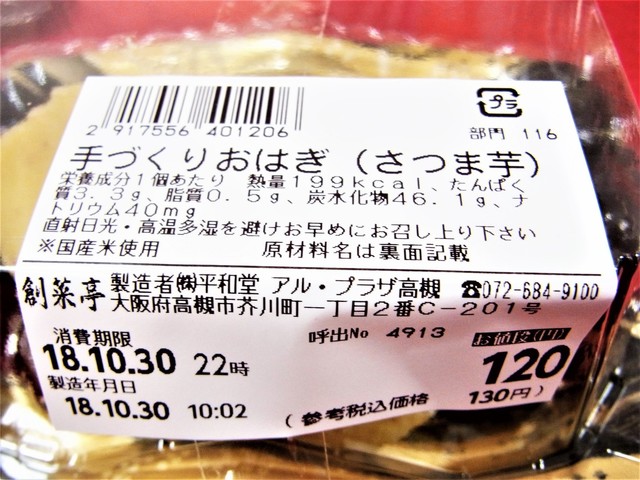 プラ
2 917556 401206
部門 116
手づくりおはぎ（さつま芋）
栄養成分1個あたり 熱量199kcal、たんぱく
質3.3g、脂質0.5g、炭水化物46.1g、ナ
トリウム40mg
直射日光・高温多湿を避けお早めにお召し上り下さい
※国産米使用 原材料名は裏面記載
創菜亭 製造者㈱平和堂 アル・プラザ高槻 ☎072-684-9100
大阪府高槻市芥川町一丁目2番C-201号
消費期限 呼出No 4913 お値段(円)
18.10.30 22時 120
製造年月日
18.10.30 10:02 (参考税込価格 130円)